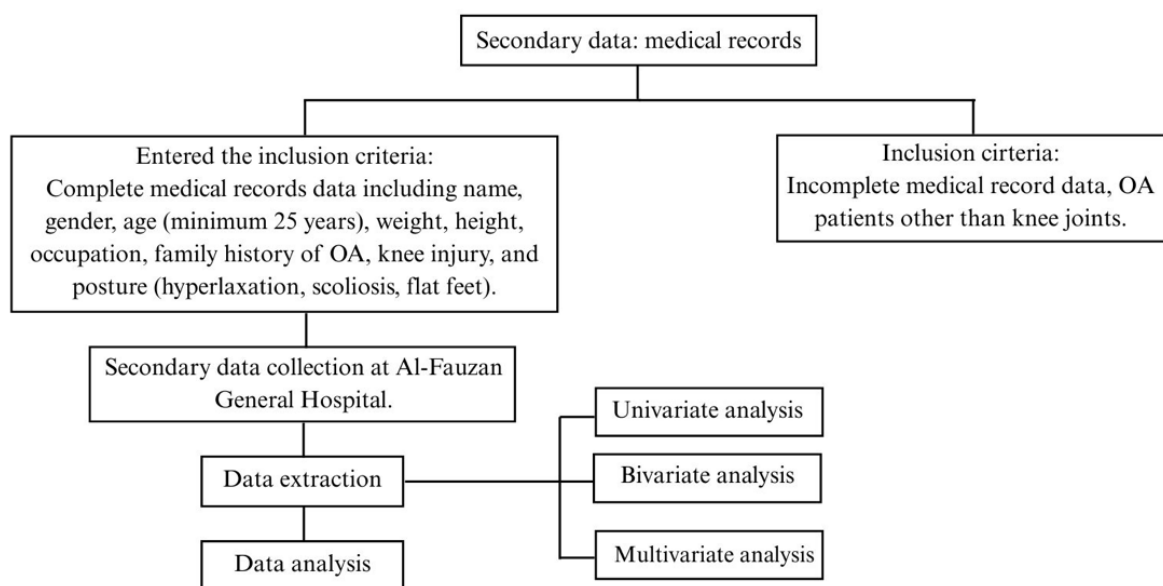 Secondary data: medical records
Entered the inclusion criteria:
Complete medical records data including name,
gender, age (minimum 25 years), weight, height,
occupation, family history of OA, knee injury, and
posture (hyperlaxation, scoliosis, flat feet).
Inclusion cirteria:
Incomplete medical record data, OA
patients other than knee joints.
Secondary data collection at Al-Fauzan
General Hospital.
Data extraction
Univariate analysis
Bivariate analysis
Multivariate analysis
Data analysis